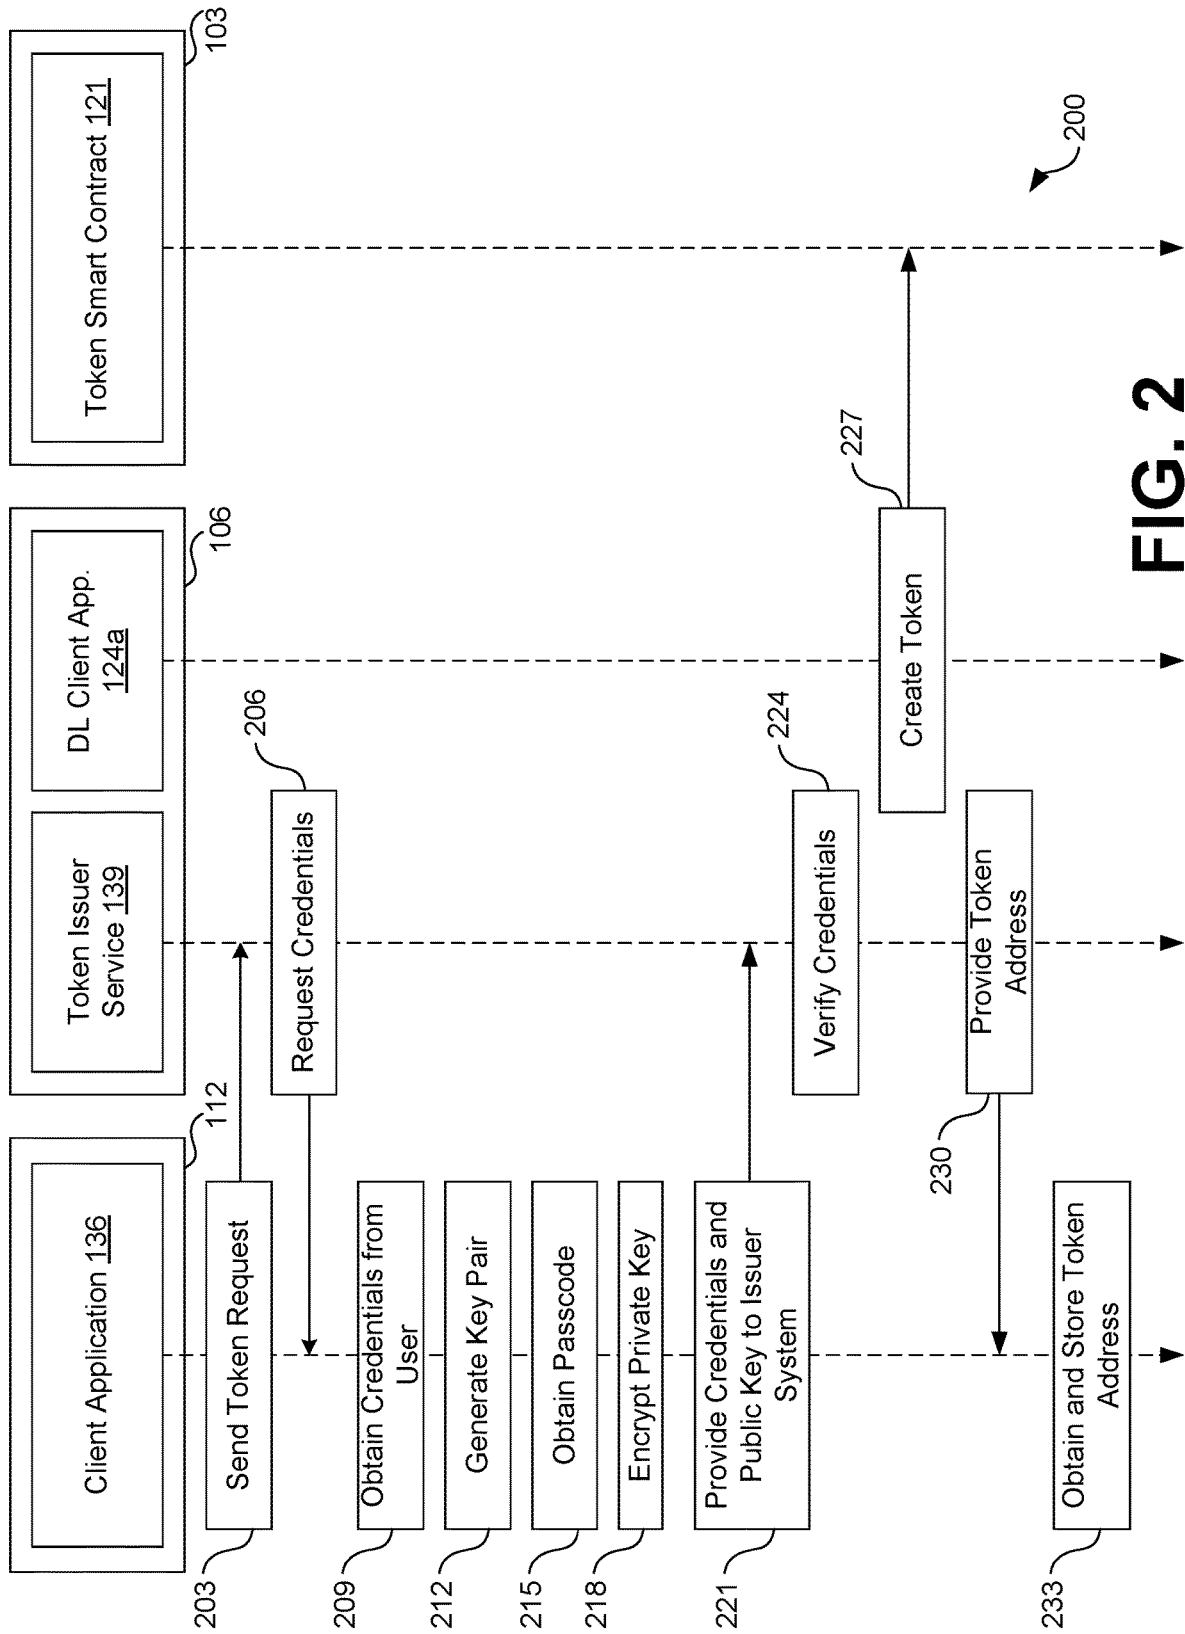 Client Application 136
112
Token Issuer
Service 139
DL Client App.
124a
106
Token Smart Contract 121
103
203
Send Token Request
Request Credentials
206
209
Obtain Credentials from
User
212
Generate Key Pair
215
Obtain Passcode
218
Encrypt Private Key
221
Provide Credentials and
Public Key to Issuer
System
Verify Credentials
224
Create Token
227
230
Provide Token
Address
233
Obtain and Store Token
Address
200
FIG. 2